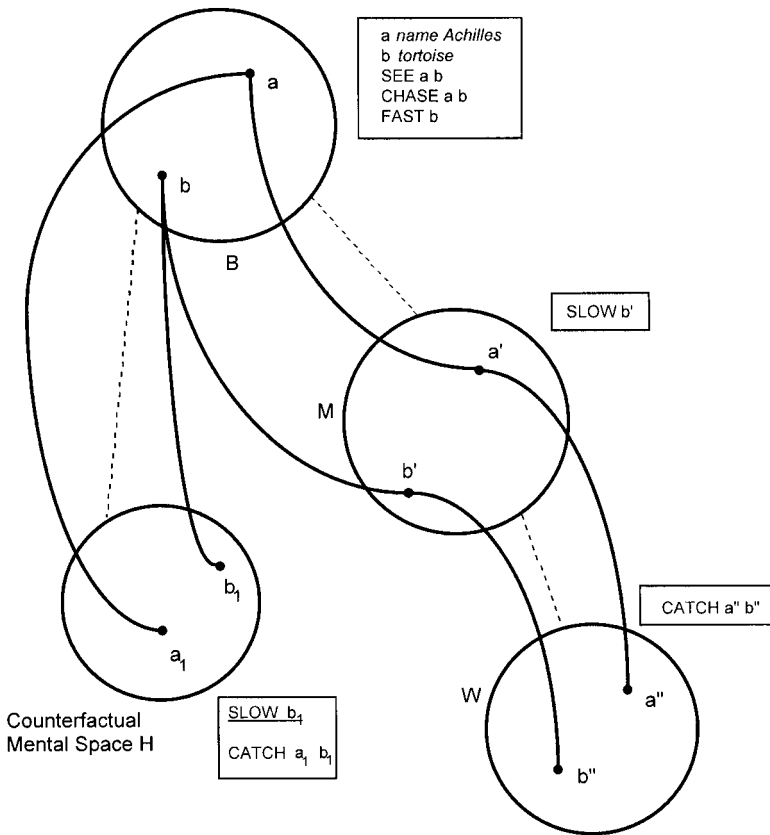 a name Achilles
b tortoise
SEE a b
CHASE a b
FAST b
a
b
B
SLOW b'
a'
M
b'
b₁
a₁
CATCH a" b"
W
a"
b"
Counterfactual
Mental Space H
SLOW b₁
CATCH a₁ b₁